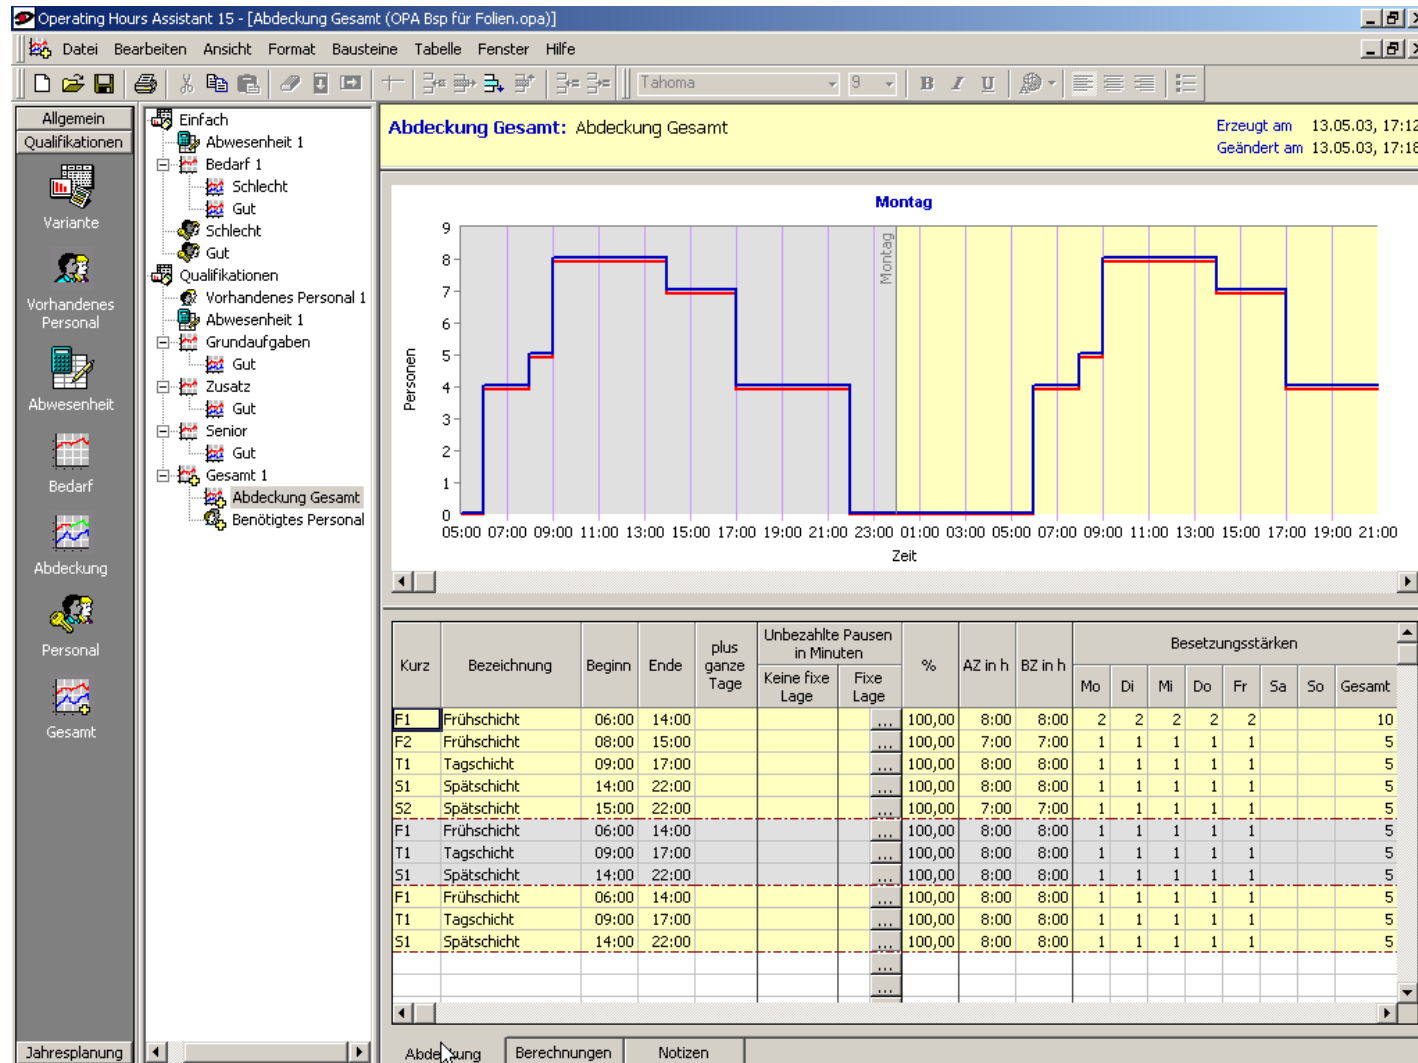 Operating Hours Assistant 15 - [Abdeckung Gesamt (OPA Bsp für Folien.opa)]
Datei Bearbeiten Ansicht Format Bausteine Tabelle Fenster Hilfe
Tahoma 9 B I U
Allgemein
Qualifikationen
Variante
Vorhandenes
Personal
Abwesenheit
Bedarf
Abdeckung
Personal
Gesamt
Jahresplanung
Einfach
Abwesenheit 1
Bedarf 1
Schlecht
Gut
Schlecht
Gut
Qualifikationen
Vorhandenes Personal 1
Abwesenheit 1
Grundaufgaben
Gut
Zusatz
Gut
Senior
Gut
Gesamt 1
Abdeckung Gesamt
Benötigtes Personal
Abdeckung Gesamt: Abdeckung Gesamt
Erzeugt am 13.05.03, 17:12
Geändert am 13.05.03, 17:18
Montag
Personen
9
8
7
6
5
4
3
2
1
0
Montag
05:00 07:00 09:00 11:00 13:00 15:00 17:00 19:00 21:00 23:00 01:00 03:00 05:00 07:00 09:00 11:00 13:00 15:00 17:00 19:00 21:00
Zeit
Kurz Bezeichnung Beginn Ende plus ganze Tage Unbezahlte Pausen in Minuten Keine fixe Lage Fixe Lage % AZ in h BZ in h Besetzungsstärken
Mo Di Mi Do Fr Sa So Gesamt
F1 Frühschicht 06:00 14:00 ... 100,00 8:00 8:00 2 2 2 2 2 10
F2 Frühschicht 08:00 15:00 ... 100,00 7:00 7:00 1 1 1 1 1 5
T1 Tagschicht 09:00 17:00 ... 100,00 8:00 8:00 1 1 1 1 1 5
S1 Spätschicht 14:00 22:00 ... 100,00 8:00 8:00 1 1 1 1 1 5
S2 Spätschicht 15:00 22:00 ... 100,00 7:00 7:00 1 1 1 1 1 5
F1 Frühschicht 06:00 14:00 ... 100,00 8:00 8:00 1 1 1 1 1 5
T1 Tagschicht 09:00 17:00 ... 100,00 8:00 8:00 1 1 1 1 1 5
S1 Spätschicht 14:00 22:00 ... 100,00 8:00 8:00 1 1 1 1 1 5
F1 Frühschicht 06:00 14:00 ... 100,00 8:00 8:00 1 1 1 1 1 5
T1 Tagschicht 09:00 17:00 ... 100,00 8:00 8:00 1 1 1 1 1 5
S1 Spätschicht 14:00 22:00 ... 100,00 8:00 8:00 1 1 1 1 1 5
...
...
Abdeckung Berechnungen Notizen